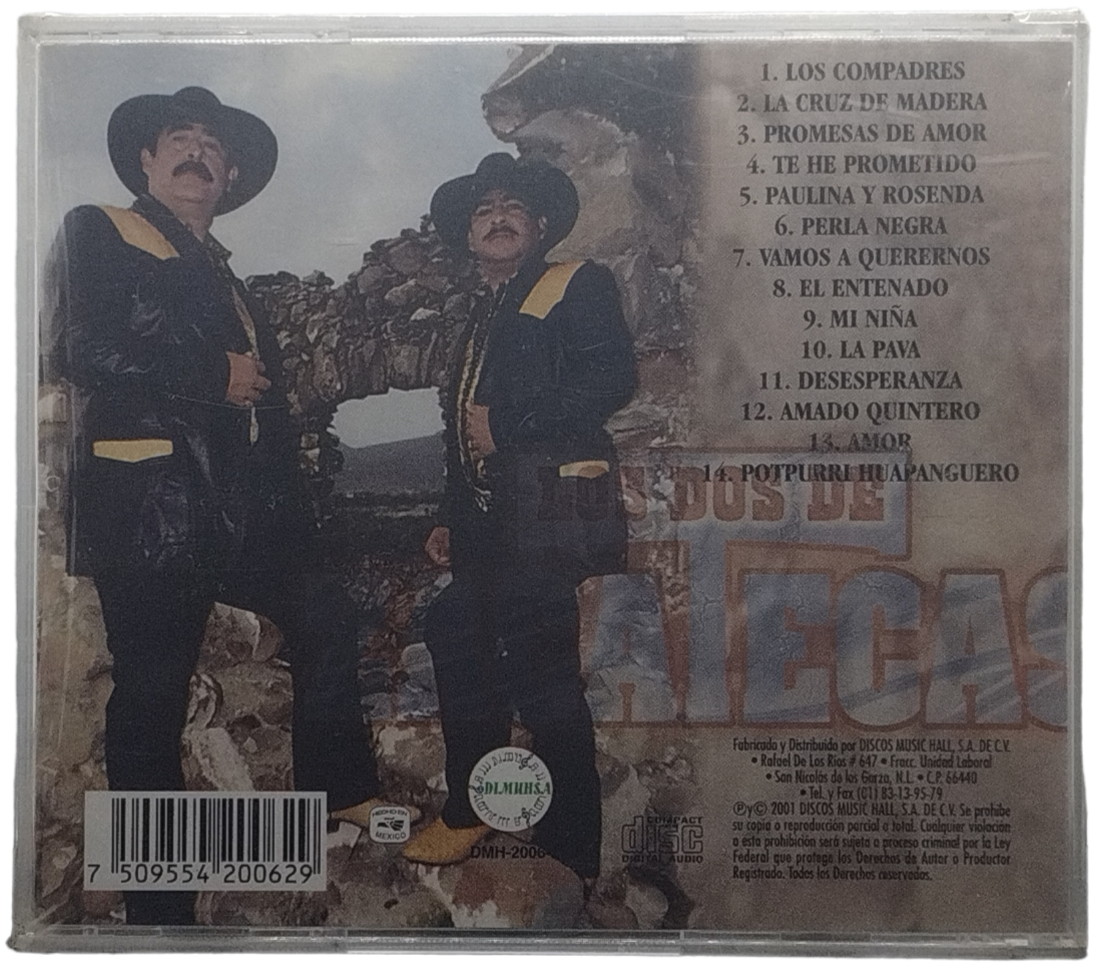 1. LOS COMPADRES
2. LA CRUZ DE MADERA
3. PROMESAS DE AMOR
4. TE HE PROMETIDO
5. PAULINA Y ROSENDA
6. PERLA NEGRA
7. VAMOS A QUERERNOS
8. EL ENTENADO
9. MI NIÑA
10. LA PAVA
11. DESESPERANZA
12. AMADO QUINTERO
13. AMOR
14. POTPURRI HUAPANGUERO
LOS DOS DE
ATECAS
Fabricado y Distribuido por DISCOS MUSIC HALL, S.A. DE C.V.
• Rafael De Los Rios # 647 • Fracc. Unidad Laboral
• San Nicolás de los Garza, N.L. • C.P. 66440
• Tel. y Fax (01) 83-13-95-79
ⓟy© 2001 DISCOS MUSIC HALL, S.A. DE C.V. Se prohibe
su copia o reproducción parcial o total. Cualquier violación
a esta prohibición será sujeta a proceso criminal por la Ley
Federal que protege los Derechos de Autor o Productor
Registrado. Todos los Derechos reservados.
DLMUHSA
HECHO EN
MEXICO
COMPACT
disc
DIGITAL AUDIO
DMH-2006
7 509554 200629